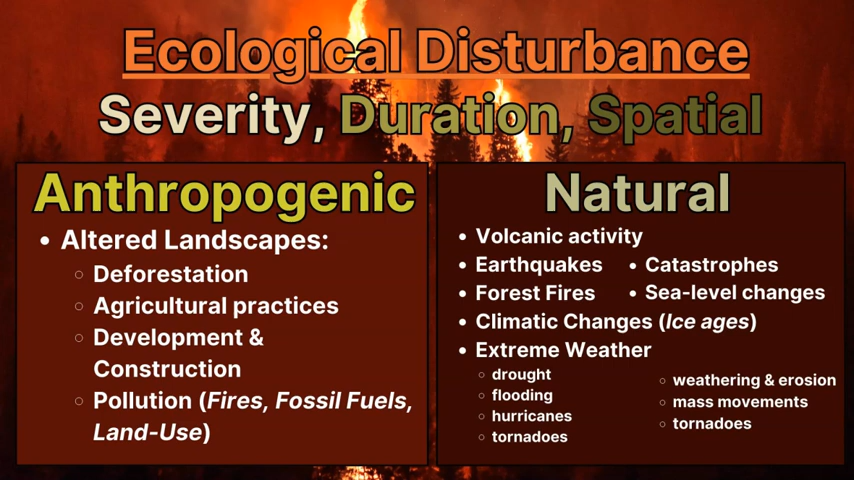 Ecological Disturbance
Severity, Duration, Spatial
Anthropogenic
• Altered Landscapes:
○ Deforestation
○ Agricultural practices
○ Development &
Construction
○ Pollution (Fires, Fossil Fuels,
Land-Use)
Natural
• Volcanic activity
• Earthquakes • Catastrophes
• Forest Fires • Sea-level changes
• Climatic Changes (Ice ages)
• Extreme Weather
○ drought
○ flooding
○ hurricanes
○ tornadoes
○ weathering & erosion
○ mass movements
○ tornadoes